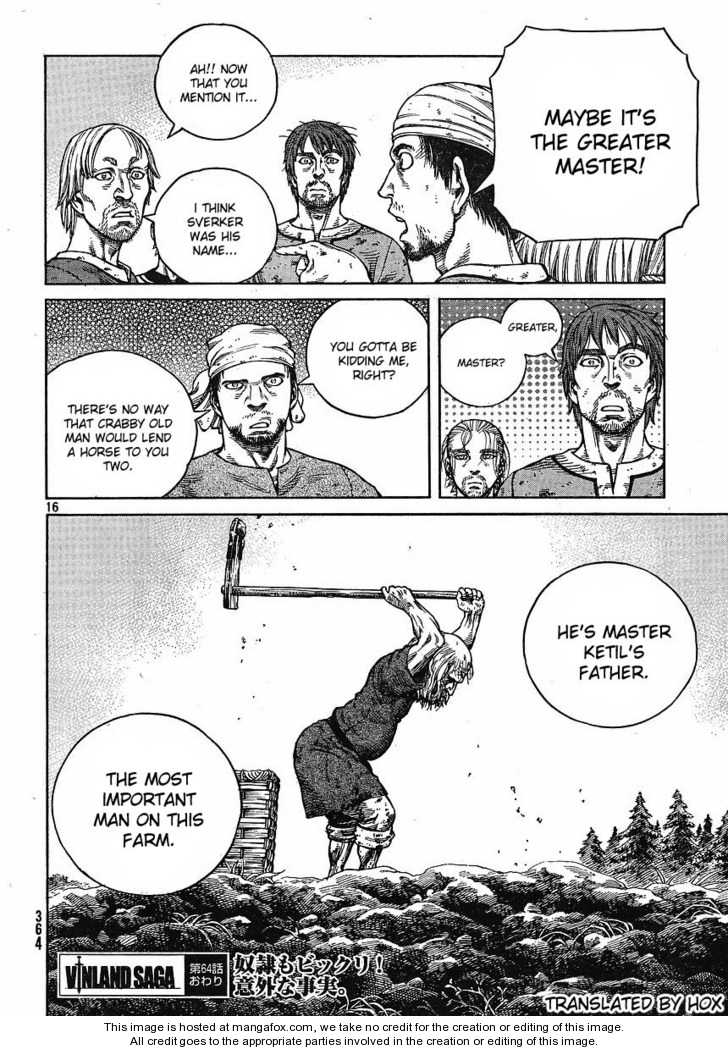 AH!! NOW
THAT YOU
MENTION IT...
MAYBE IT'S
THE GREATER
MASTER!
I THINK
SVERKER
WAS HIS
NAME...
YOU GOTTA BE
KIDDING ME,
RIGHT?
THERE'S NO WAY
THAT CRABBY OLD
MAN WOULD LEND
A HORSE TO YOU
TWO.
GREATER,
MASTER?
16
HE'S MASTER
KETIL'S
FATHER.
THE MOST
IMPORTANT
MAN ON THIS
FARM.
364
VINLAND SAGA
第64話
おわり
奴隷もビックリ!
意外な事実。
TRANSLATED BY HOX
This image is hosted at mangafox.com, we take no credit for the creation or editing of this image.
All credit goes to the appropriate parties involved in the creation or editing of this image.